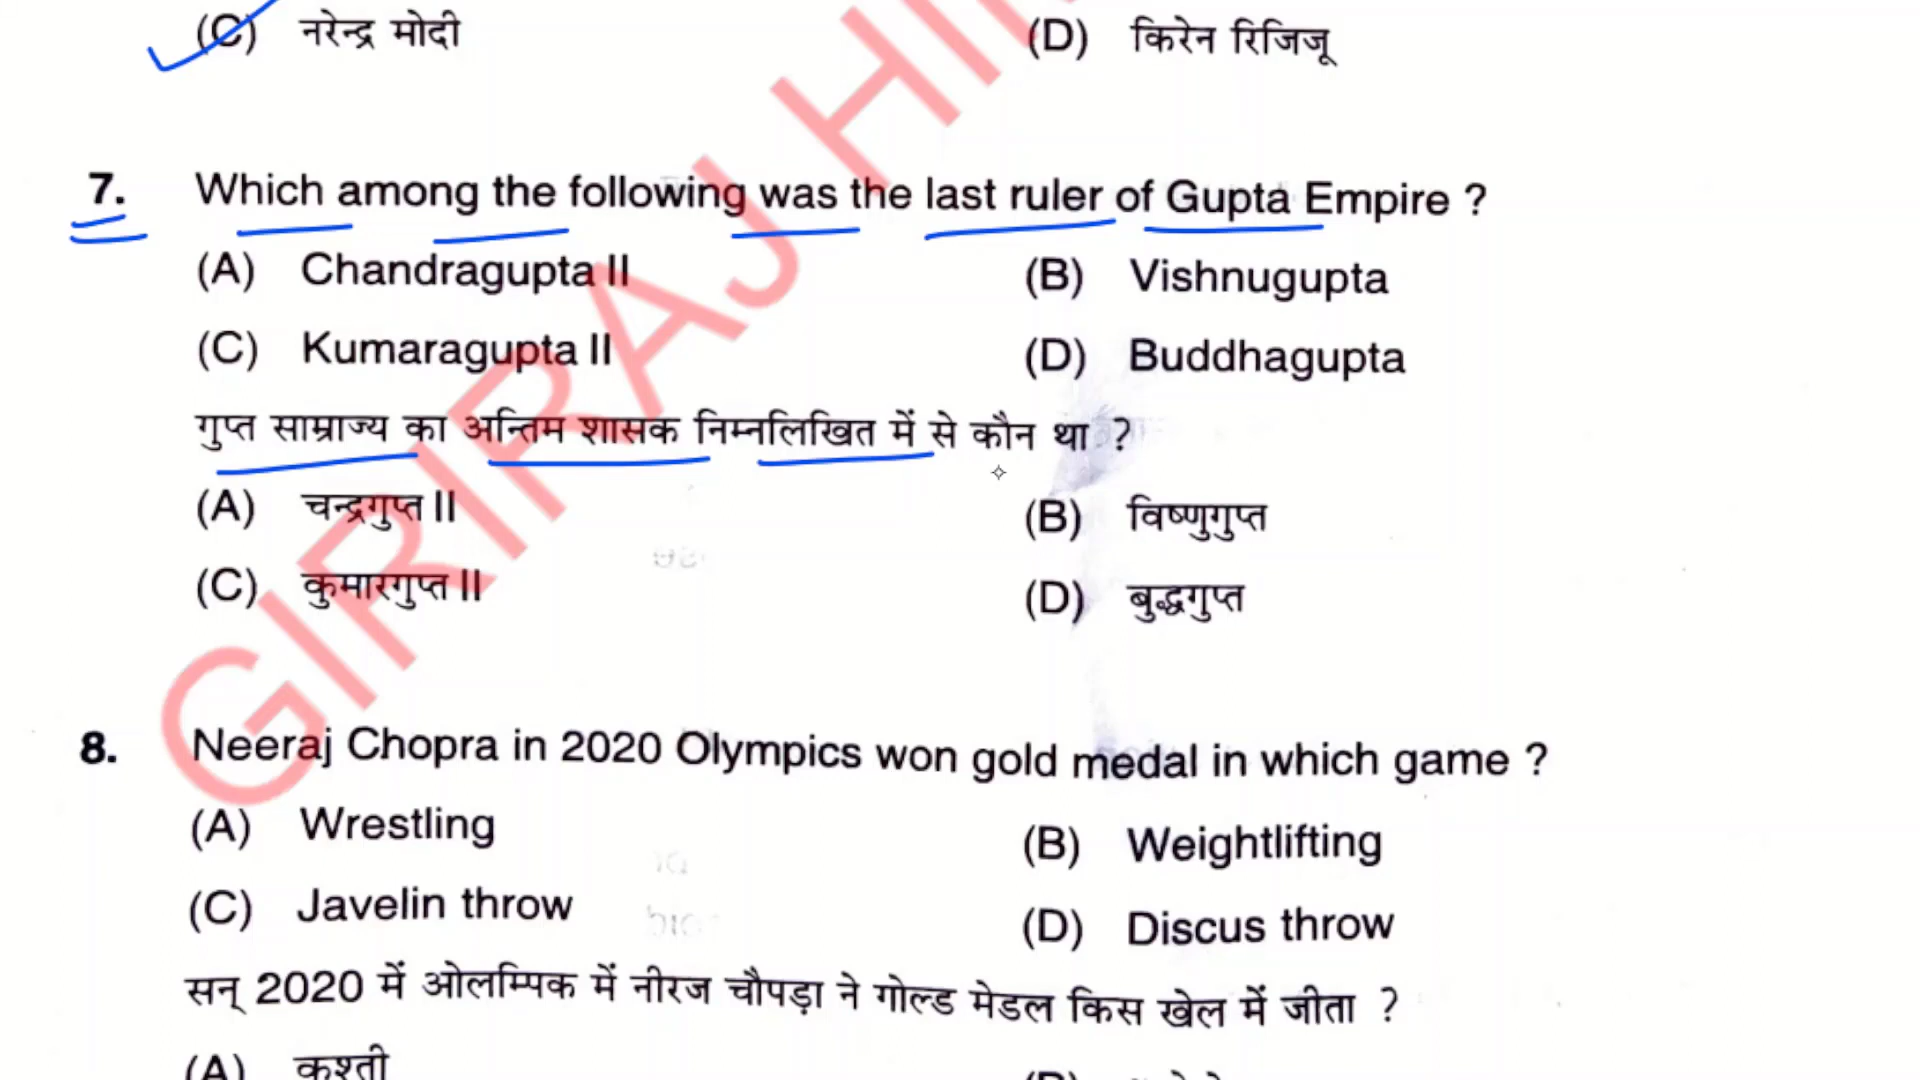 (C) नरेन्द्र मोदी (D) किरेन रिजिजू
7. Which among the following was the last ruler of Gupta Empire ?
(A) Chandragupta II (B) Vishnugupta
(C) Kumaragupta II (D) Buddhagupta
गुप्त साम्राज्य का अन्तिम शासक निम्नलिखित में से कौन था ?
(A) चन्द्रगुप्त II (B) विष्णुगुप्त
(C) कुमारगुप्त II (D) बुद्धगुप्त
8. Neeraj Chopra in 2020 Olympics won gold medal in which game ?
(A) Wrestling (B) Weightlifting
(C) Javelin throw (D) Discus throw
सन् 2020 में ओलम्पिक में नीरज चौपड़ा ने गोल्ड मेडल किस खेल में जीता ?
(A) कुश्ती
GIRIRAJ